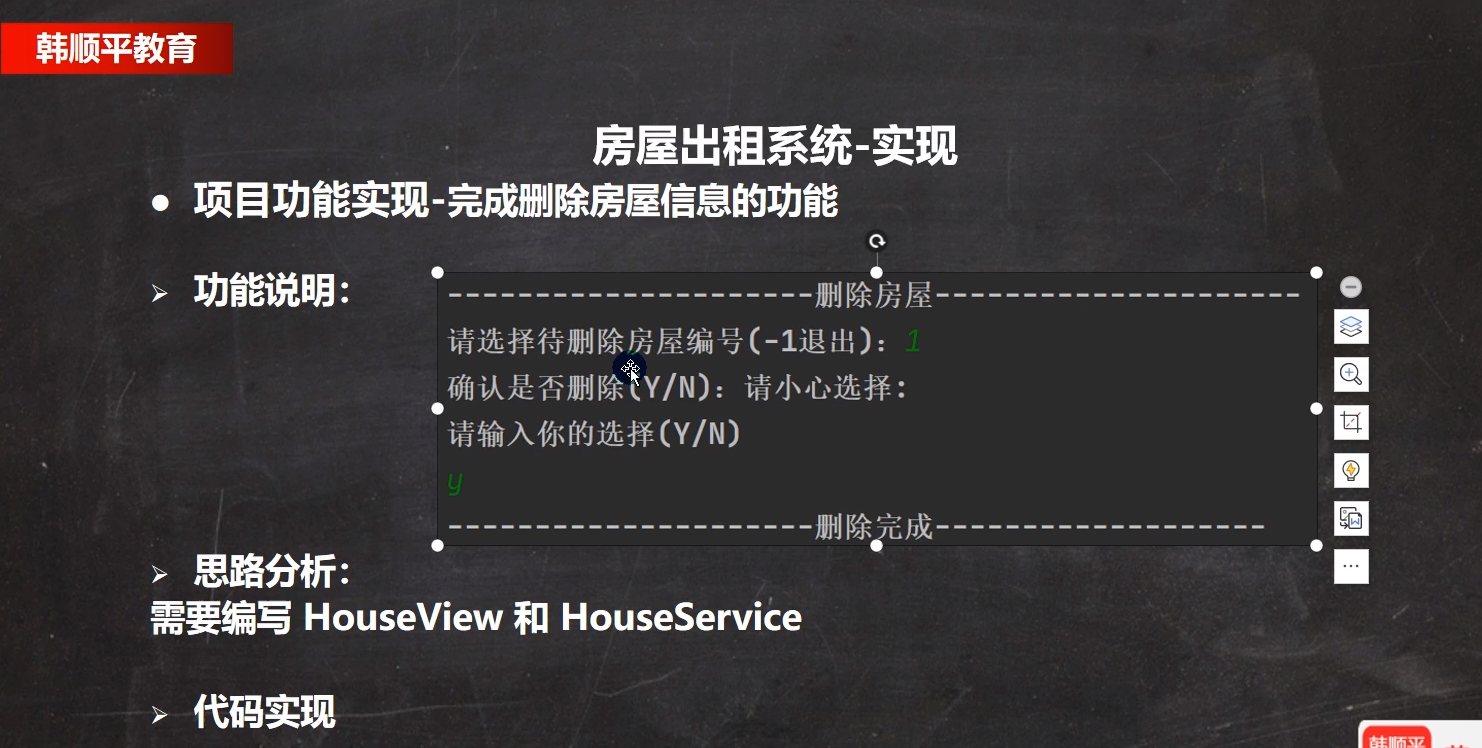 韩顺平教育
房屋出租系统-实现
● 项目功能实现-完成删除房屋信息的功能
➢ 功能说明：
---------------------删除房屋---------------------
请选择待删除房屋编号(-1退出)：1
确认是否删除(Y/N)：请小心选择：
请输入你的选择(Y/N)
y
---------------------删除完成-------------------
➢ 思路分析：
需要编写 HouseView 和 HouseService
➢ 代码实现
韩顺平